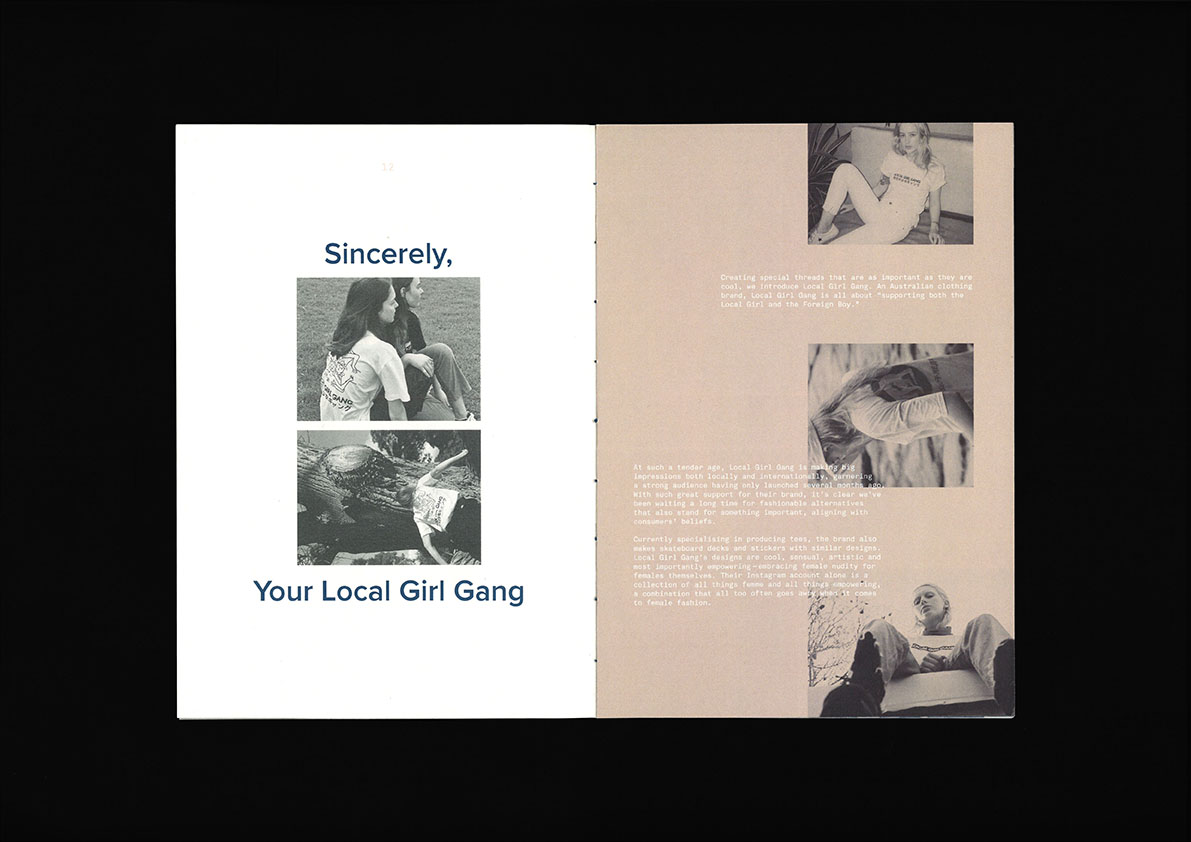 12
Sincerely,
GIRL GANG
Your Local Girl Gang
Creating special threads that are as important as they are
cool, we introduce Local Girl Gang. An Australian clothing
brand, Local Girl Gang is all about "supporting both the
Local Girl and the Foreign Boy."
At such a tendar age, Local Girl Gang is making big
impressions both locally and internationally, garnering
a strong audience having only launched several months ago.
With such great support for their brand, it's clear we've
been waiting a long time for fashionable alternatives
that also stand for something important, aligning with
consumers' beliefs.
Currently specialising in producing tees, the brand also
makes skateboard decks and stickers with similar designs.
Local Girl Gang's designs are cool, sensual, artistic and
most importantly empowering—embracing female nudity for
females themselves. Their Instagram account alone is a
collection of all things femme and all things empowering,
a combination that all too often goes away when it comes
to female fashion.